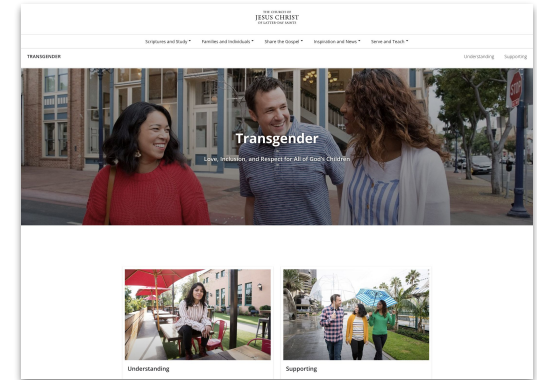 THE CHURCH OF
JESUS CHRIST
OF LATTER-DAY SAINTS
Scriptures and Study Families and Individuals Share the Gospel Inspiration and News Serve and Teach
TRANSGENDER Understanding Supporting
STOP
Transgender
Love, Inclusion, and Respect for All of God's Children
Understanding Supporting